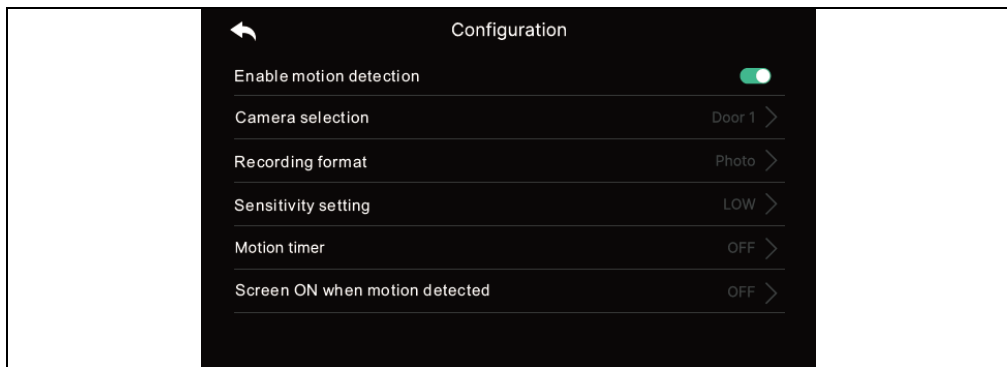 Configuration
Enable motion detection
Camera selection Door 1
Recording format Photo
Sensitivity setting LOW
Motion timer OFF
Screen ON when motion detected OFF